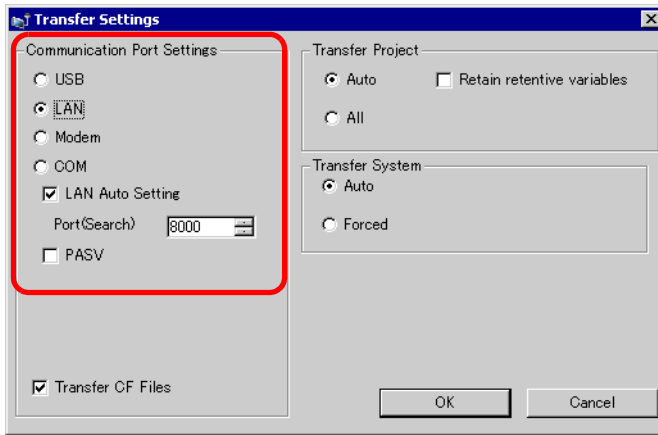 Transfer Settings
Communication Port Settings
USB
LAN
Modem
COM
LAN Auto Setting
Port(Search) 8000
PASV
Transfer CF Files
Transfer Project
Auto Retain retentive variables
All
Transfer System
Auto
Forced
OK Cancel